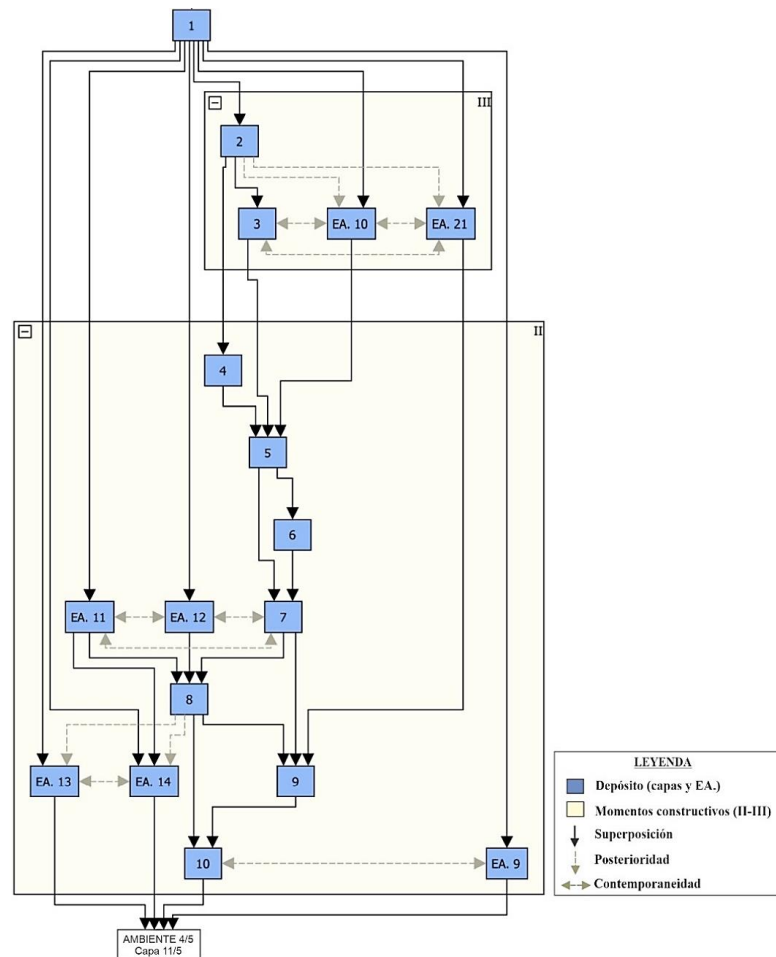 1
III
2
3
EA. 10
EA. 21
II
4
5
6
EA. 11
EA. 12
7
8
EA. 13
EA. 14
9
10
EA. 9
AMBIENTE 4/5
Capa 11/5
LEYENDA
Depósito (capas y EA.)
Momentos constructivos (II-III)
Superposición
Posterioridad
Contemporaneidad